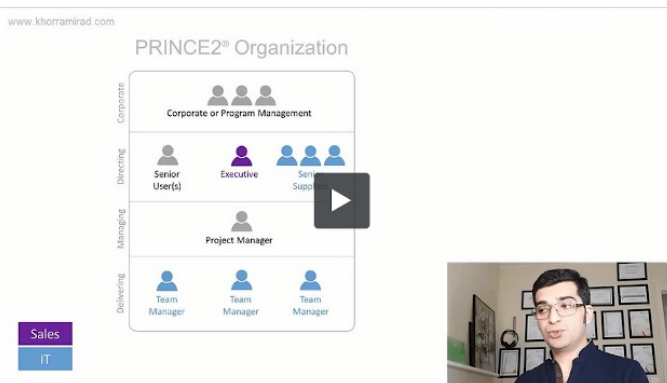 www.khorramirad.com
PRINCE2® Organization
Corporate
Corporate or Program Management
Directing
Senior
User(s)
Executive
Senior
Managing
Project Manager
Delivering
Team
Manager
Team
Manager
Team
Manager
Sales
IT